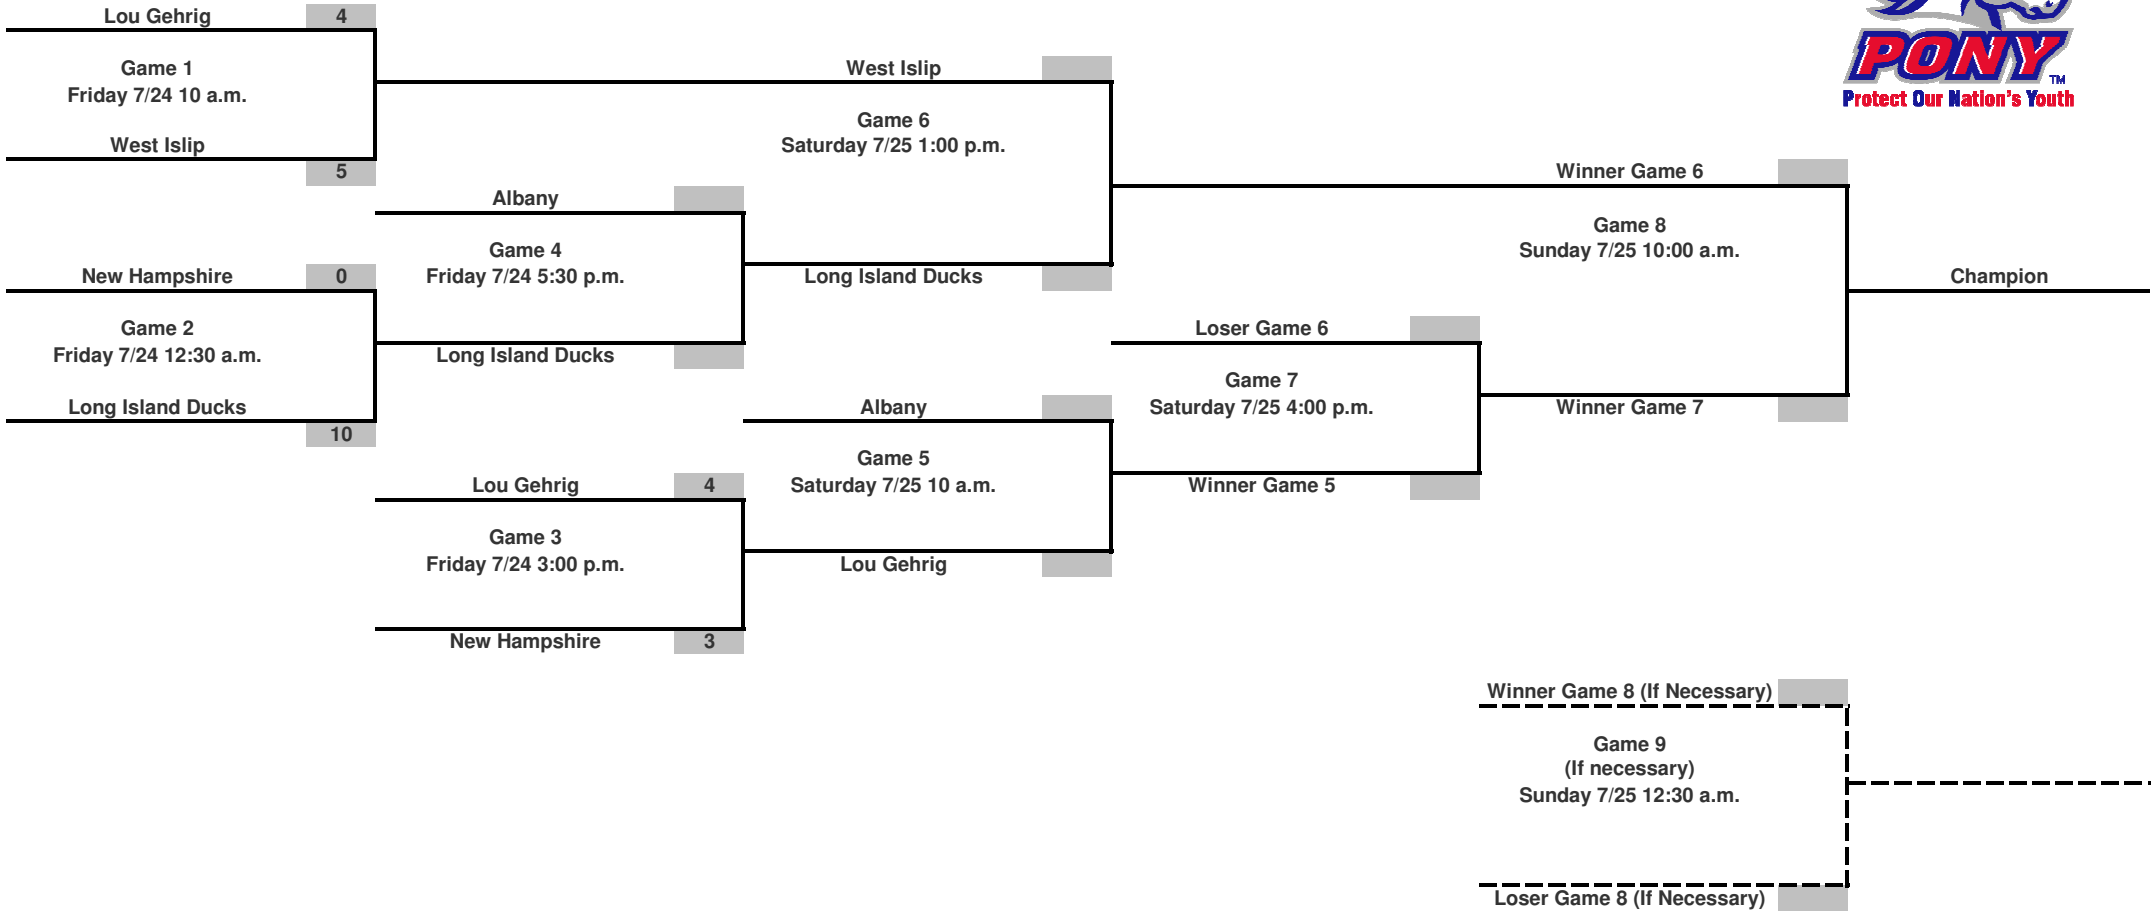 Lou Gehrig 4
Game 1
Friday 7/24 10 a.m.
West Islip
5
New Hampshire 0
Game 2
Friday 7/24 12:30 a.m.
Long Island Ducks
10
Albany
Game 4
Friday 7/24 5:30 p.m.
Long Island Ducks
Lou Gehrig 4
Game 3
Friday 7/24 3:00 p.m.
New Hampshire 3
West Islip
Game 6
Saturday 7/25 1:00 p.m.
Long Island Ducks
Albany
Game 5
Saturday 7/25 10 a.m.
Lou Gehrig
Loser Game 6
Game 7
Saturday 7/25 4:00 p.m.
Winner Game 5
Winner Game 6
Game 8
Sunday 7/25 10:00 a.m.
Winner Game 7
Champion
Winner Game 8 (If Necessary)
Game 9
(If necessary)
Sunday 7/25 12:30 a.m.
Loser Game 8 (If Necessary)
PONY TM
Protect Our Nation's Youth